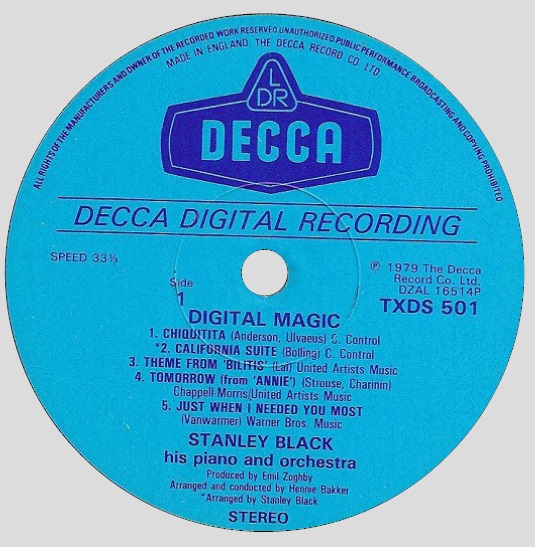 ALL RIGHTS OF THE MANUFACTURERS AND OWNER OF THE RECORDED WORK RESERVED. UNAUTHORIZED PUBLIC PERFORMANCE BROADCASTING AND COPYING PROHIBITED
MADE IN ENGLAND THE DECCA RECORD CO LTD
L
DR
DECCA
DECCA DIGITAL RECORDING
SPEED 33⅓
℗ 1979 The Decca
Record Co. Ltd.
DZAL 16514P
TXDS 501
Side
1
DIGITAL MAGIC
1. CHIQUITITA (Anderson, Ulvaeus) C. Control
*2. CALIFORNIA SUITE (Bolling) C. Control
3. THEME FROM 'BILITIS' (Lai) United Artists Music
4. TOMORROW (from 'ANNIE') (Strouse, Charinin)
Chappell-Morris/United Artists Music
5. JUST WHEN I NEEDED YOU MOST
(Vanwarmer) Warner Bros. Music
STANLEY BLACK
his piano and orchestra
Produced by Emil Zoghby
Arranged and conducted by Hennie Bakker
*Arranged by Stanley Black
STEREO